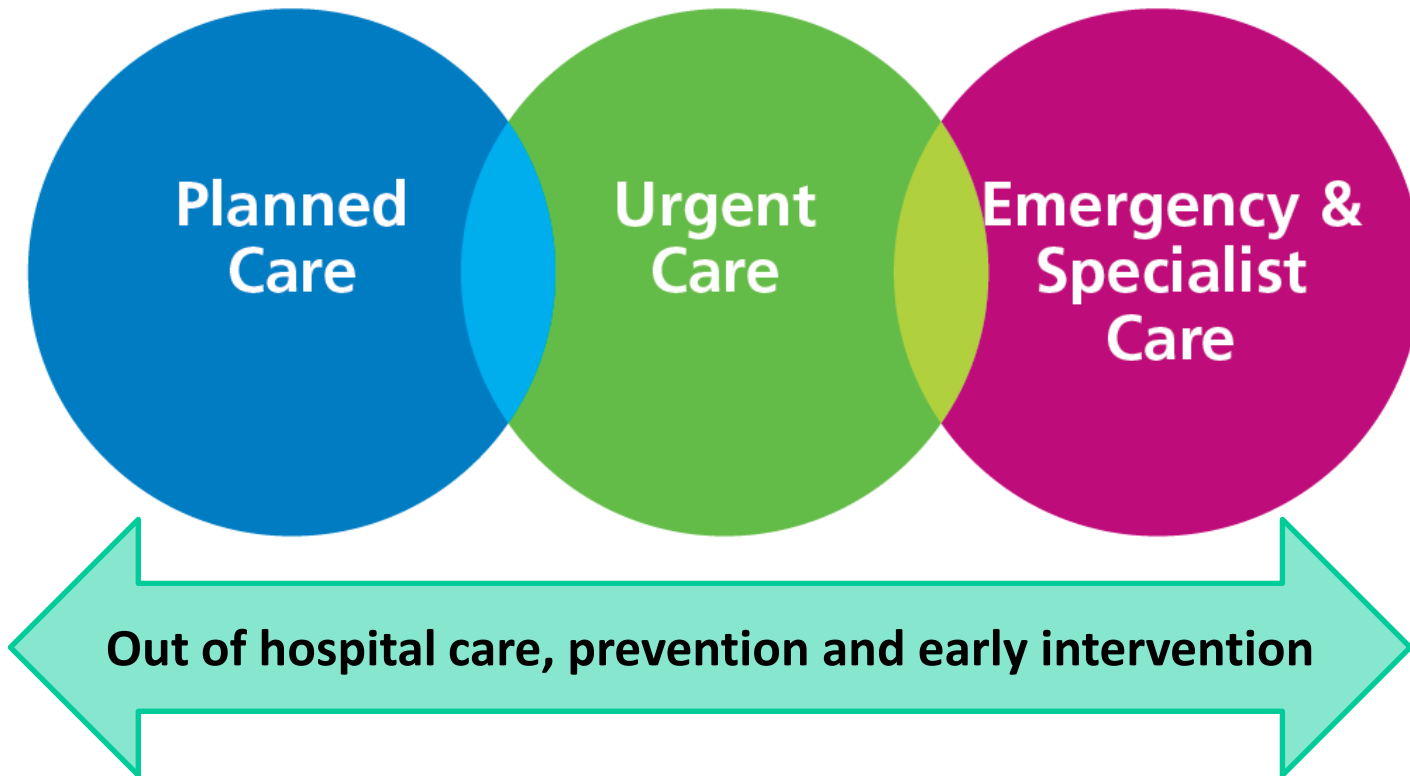 Planned
Care
Urgent
Care
Emergency &
Specialist
Care
Out of hospital care, prevention and early intervention